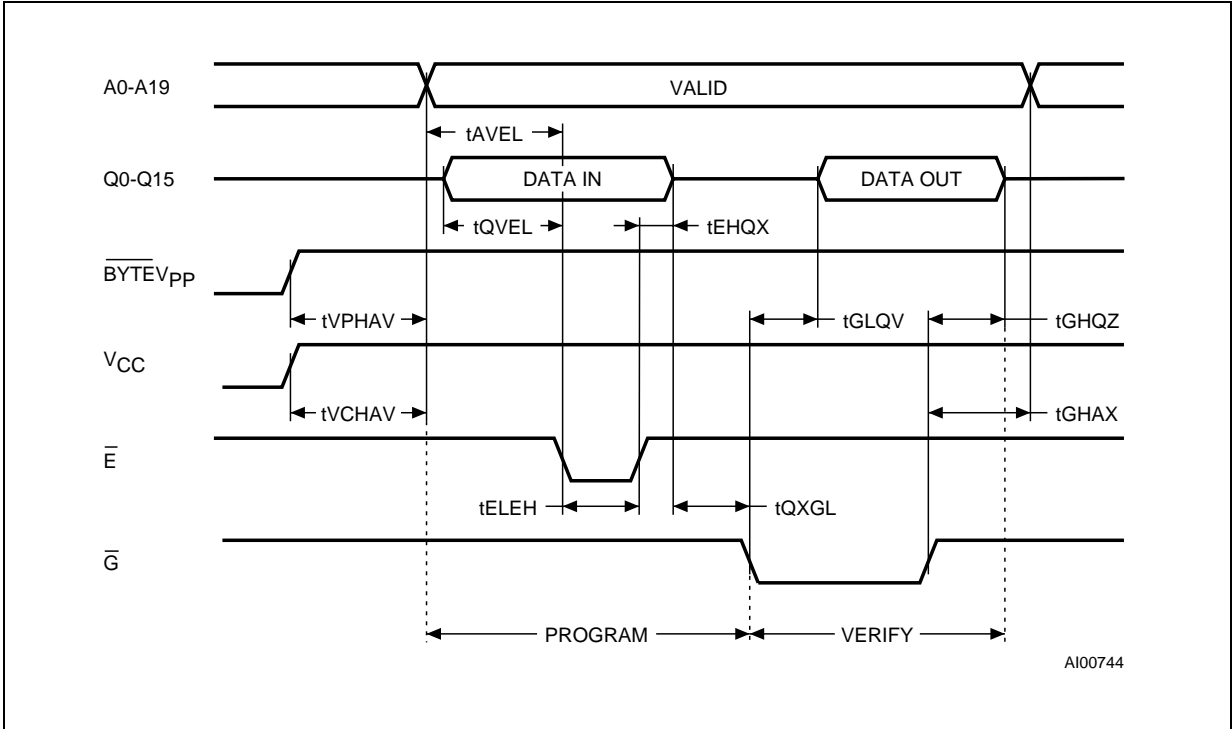 A0-A19
VALID
tAVEL
Q0-Q15
DATA IN
DATA OUT
tQVEL
tEHQX
B̅Y̅T̅E̅VPP
tVPHAV
tGLQV
tGHQZ
VCC
tVCHAV
tGHAX
E̅
tELEH
tQXGL
G̅
PROGRAM
VERIFY
AI00744